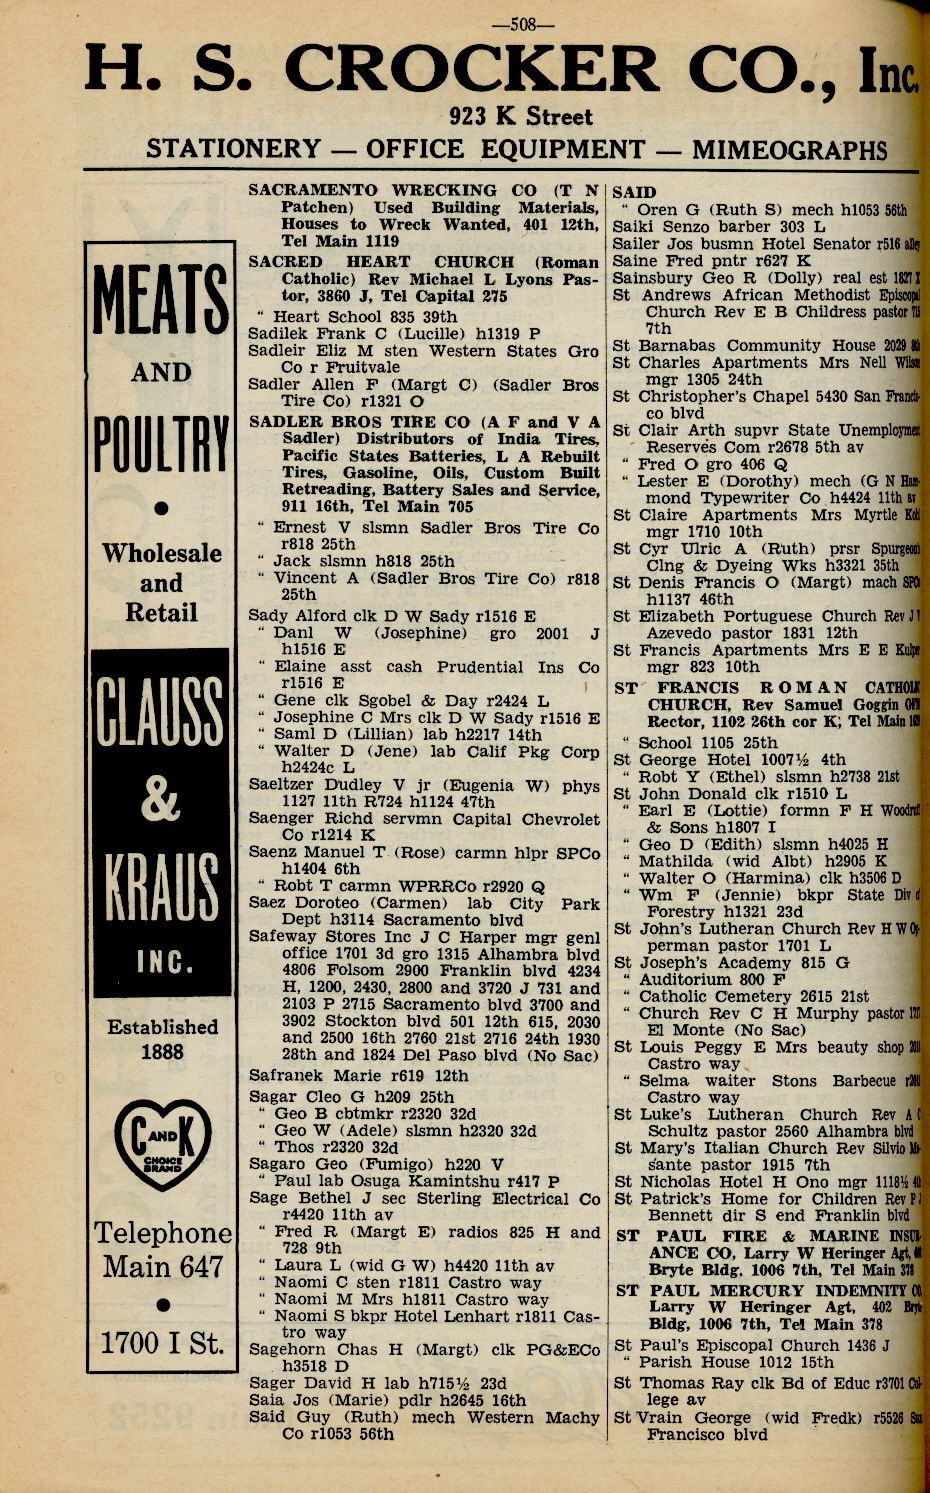 —508—
H. S. CROCKER CO., Inc.
923 K Street
STATIONERY — OFFICE EQUIPMENT — MIMEOGRAPHS
MEATS
AND
POULTRY
•
Wholesale
and
Retail
CLAUSS
&
KRAUS
INC.
Established
1888
C AND K
CHOICE
BRAND
Telephone
Main 647
•
1700 I St.
SACRAMENTO WRECKING CO (T N
Patchen) Used Building Materials,
Houses to Wreck Wanted, 401 12th,
Tel Main 1119
SACRED HEART CHURCH (Roman
Catholic) Rev Michael L Lyons Pas-
tor, 3860 J, Tel Capital 275
" Heart School 835 39th
Sadilek Frank C (Lucille) h1319 P
Sadleir Eliz M sten Western States Gro
Co r Fruitvale
Sadler Allen F (Margt C) (Sadler Bros
Tire Co) r1321 O
SADLER BROS TIRE CO (A F and V A
Sadler) Distributors of India Tires,
Pacific States Batteries, L A Rebuilt
Tires, Gasoline, Oils, Custom Built
Retreading, Battery Sales and Service,
911 16th, Tel Main 705
" Ernest V slsmn Sadler Bros Tire Co
r818 25th
" Jack slsmn h818 25th
" Vincent A (Sadler Bros Tire Co) r818
25th
Sady Alford clk D W Sady r1516 E
" Danl W (Josephine) gro 2001 J
h1516 E
" Elaine asst cash Prudential Ins Co
r1516 E
" Gene clk Sgobel & Day r2424 L
" Josephine C Mrs clk D W Sady r1516 E
" Saml D (Lillian) lab h2217 14th
" Walter D (Jene) lab Calif Pkg Corp
h2424c L
Saeltzer Dudley V jr (Eugenia W) phys
1127 11th R724 h1124 47th
Saenger Richd servmn Capital Chevrolet
Co r1214 K
Saenz Manuel T (Rose) carmn hlpr SPCo
h1404 6th
" Robt T carmn WPRRCo r2920 Q
Saez Doroteo (Carmen) lab City Park
Dept h3114 Sacramento blvd
Safeway Stores Inc J C Harper mgr genl
office 1701 3d gro 1315 Alhambra blvd
4806 Folsom 2900 Franklin blvd 4234
H, 1200, 2430, 2800 and 3720 J 731 and
2103 P 2715 Sacramento blvd 3700 and
3902 Stockton blvd 501 12th 615, 2030
and 2500 16th 2760 21st 2716 24th 1930
28th and 1824 Del Paso blvd (No Sac)
Safranek Marie r619 12th
Sagar Cleo G h209 25th
" Geo B cbtmkr r2320 32d
" Geo W (Adele) slsmn h2320 32d
" Thos r2320 32d
Sagaro Geo (Fumigo) h220 V
" Paul lab Osuga Kamintshu r417 P
Sage Bethel J sec Sterling Electrical Co
r4420 11th av
" Fred R (Margt E) radios 825 H and
728 9th
" Laura L (wid G W) h4420 11th av
" Naomi C sten r1811 Castro way
" Naomi M Mrs h1811 Castro way
" Naomi S bkpr Hotel Lenhart r1811 Cas-
tro way
Sagehorn Chas H (Margt) clk PG&ECo
h3518 D
Sager David H lab h715½ 23d
Saia Jos (Marie) pdlr h2645 16th
Said Guy (Ruth) mech Western Machy
Co r1053 56th
SAID
" Oren G (Ruth S) mech h1053 56th
Saiki Senzo barber 303 L
Sailer Jos busmn Hotel Senator r516 alley
Saine Fred pntr r627 K
Sainsbury Geo R (Dolly) real est 1827 I
St Andrews African Methodist Episcopal
Church Rev E B Childress pastor
7th
St Barnabas Community House 2029 8th
St Charles Apartments Mrs Nell Wilson
mgr 1305 24th
St Christopher's Chapel 5430 San Francis-
co blvd
St Clair Arth supvr State Unemployment
Reserves Com r2678 5th av
" Fred O gro 406 Q
" Lester E (Dorothy) mech (G N Ham-
mond Typewriter Co h4424 11th av
St Claire Apartments Mrs Myrtle
mgr 1710 10th
St Cyr Ulric A (Ruth) prsr Spurgeon's
Clng & Dyeing Wks h3321 35th
St Denis Francis O (Margt) mach SPCo
h1137 46th
St Elizabeth Portuguese Church Rev J
Azevedo pastor 1831 12th
St Francis Apartments Mrs E E
mgr 823 10th
ST FRANCIS ROMAN CATHOLIC
CHURCH, Rev Samuel Goggin OFM
Rector, 1102 26th cor K, Tel Main
" School 1105 25th
St George Hotel 1007½ 4th
" Robt Y (Ethel) slsmn h2738 21st
St John Donald clk r1510 L
" Earl E (Lottie) formn F H Woodruff
& Sons h1807 I
" Geo D (Edith) slsmn h4025 H
" Mathilda (wid Albt) h2905 K
" Walter O (Harmina) clk h3506 D
" Wm F (Jennie) bkpr State Div of
Forestry h1321 23d
St John's Lutheran Church Rev H W Op-
perman pastor 1701 L
St Joseph's Academy 815 G
" Auditorium 800 F
" Catholic Cemetery 2615 21st
" Church Rev C H Murphy pastor
El Monte (No Sac)
St Louis Peggy E Mrs beauty shop
Castro way
" Selma waiter Stons Barbecue
Castro way
St Luke's Lutheran Church Rev A C
Schultz pastor 2560 Alhambra blvd
St Mary's Italian Church Rev Silvio
sante pastor 1915 7th
St Nicholas Hotel H Ono mgr 1118½ 4th
St Patrick's Home for Children Rev P J
Bennett dir S end Franklin blvd
ST PAUL FIRE & MARINE INSUR-
ANCE CO, Larry W Heringer Agt,
Bryte Bldg, 1006 7th, Tel Main 378
ST PAUL MERCURY INDEMNITY CO,
Larry W Heringer Agt, 402 Bryte
Bldg, 1006 7th, Tel Main 378
St Paul's Episcopal Church 1436 J
" Parish House 1012 15th
St Thomas Ray clk Bd of Educ r3701 Col-
lege av
St Vrain George (wid Fredk) r5526 San
Francisco blvd